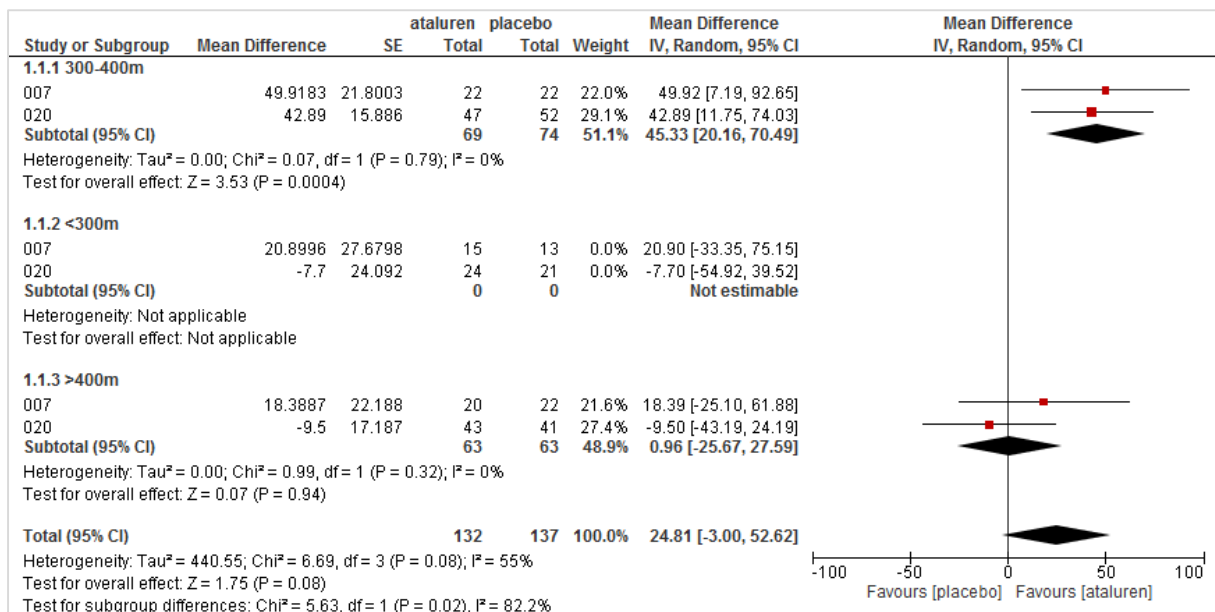 ataluren placebo Mean Difference Mean Difference
Study or Subgroup Mean Difference SE Total Total Weight IV, Random, 95% CI IV, Random, 95% CI
1.1.1 300-400m
007 49.9183 21.8003 22 22 22.0% 49.92 [7.19, 92.65]
020 42.89 15.886 47 52 29.1% 42.89 [11.75, 74.03]
Subtotal (95% CI) 69 74 51.1% 45.33 [20.16, 70.49]
Heterogeneity: Tau² = 0.00; Chi² = 0.07, df = 1 (P = 0.79); I² = 0%
Test for overall effect: Z = 3.53 (P = 0.0004)
1.1.2 <300m
007 20.8996 27.6798 15 13 0.0% 20.90 [-33.35, 75.15]
020 -7.7 24.092 24 21 0.0% -7.70 [-54.92, 39.52]
Subtotal (95% CI) 0 0 Not estimable
Heterogeneity: Not applicable
Test for overall effect: Not applicable
1.1.3 >400m
007 18.3887 22.188 20 22 21.6% 18.39 [-25.10, 61.88]
020 -9.5 17.187 43 41 27.4% -9.50 [-43.19, 24.19]
Subtotal (95% CI) 63 63 48.9% 0.96 [-25.67, 27.59]
Heterogeneity: Tau² = 0.00; Chi² = 0.99, df = 1 (P = 0.32); I² = 0%
Test for overall effect: Z = 0.07 (P = 0.94)
Total (95% CI) 132 137 100.0% 24.81 [-3.00, 52.62]
Heterogeneity: Tau² = 440.55; Chi² = 6.69, df = 3 (P = 0.08); I² = 55%
Test for overall effect: Z = 1.75 (P = 0.08)
Test for subgroup differences: Chi² = 5.63, df = 1 (P = 0.02), I² = 82.2%
-100 -50 0 50 100
Favours [placebo] Favours [ataluren]